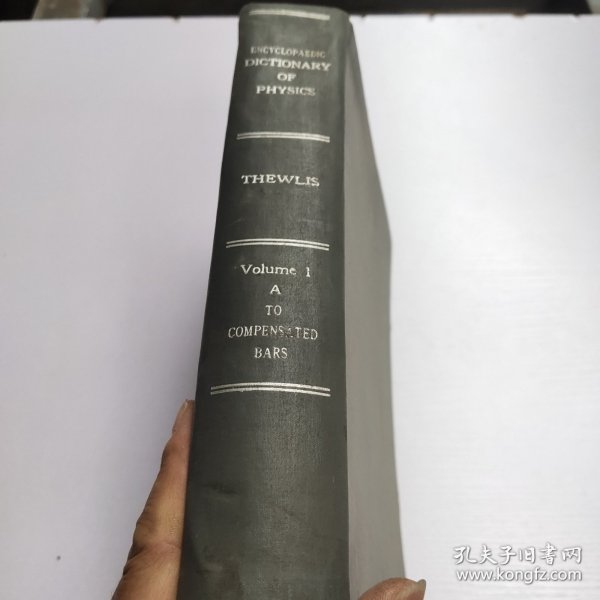 ENCYCLOPAEDIC
DICTIONARY
OF
PHYSICS
THEWLIS
Volume 1
A
TO
COMPENSATED
BARS
孔夫子旧书网
www.kongfz.com